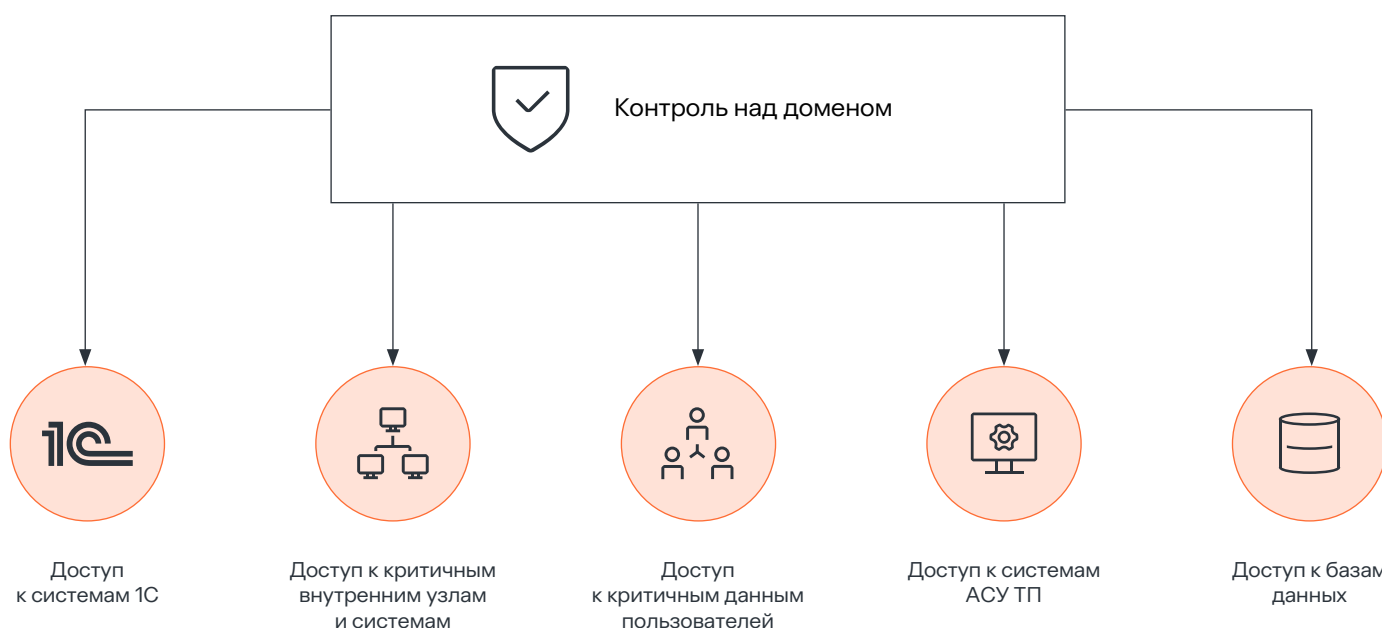 Контроль над доменом
1С
Доступ
к системам 1С
Доступ к критичным
внутренним узлам
и системам
Доступ
к критичным данным
пользователей
Доступ к системам
АСУ ТП
Доступ к базам
данных